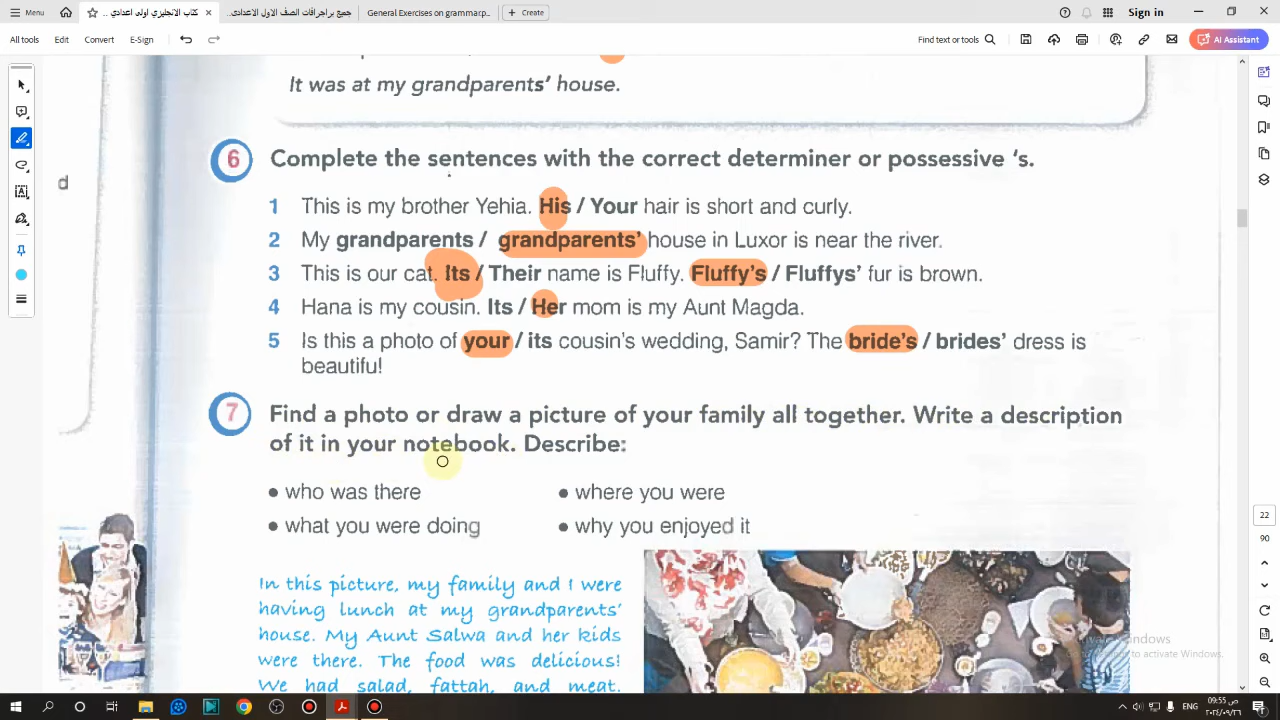 Menu
كتاب الانجليزي اولى اعدادي ...
جميع براجرافات الصف الاول الاعدادى...
General Exercises on grammar.p...
+ Create
Sign in
All tools Edit Convert E-Sign
Find text or tools
AI Assistant
It was at my grandparents' house.
6 Complete the sentences with the correct determiner or possessive 's.
1 This is my brother Yehia. His / Your hair is short and curly.
2 My grandparents / grandparents' house in Luxor is near the river.
3 This is our cat. Its / Their name is Fluffy. Fluffy's / Fluffys' fur is brown.
4 Hana is my cousin. Its / Her mom is my Aunt Magda.
5 Is this a photo of your / its cousin's wedding, Samir? The bride's / brides' dress is
beautiful!
d
7 Find a photo or draw a picture of your family all together. Write a description
of it in your notebook. Describe:
• who was there
• where you were
• what you were doing
• why you enjoyed it
In this picture, my family and I were
having lunch at my grandparents'
house. My Aunt Salwa and her kids
were there. The food was delicious!
We had salad, fattah, and meat.
22
90
ENG
09:55 ص